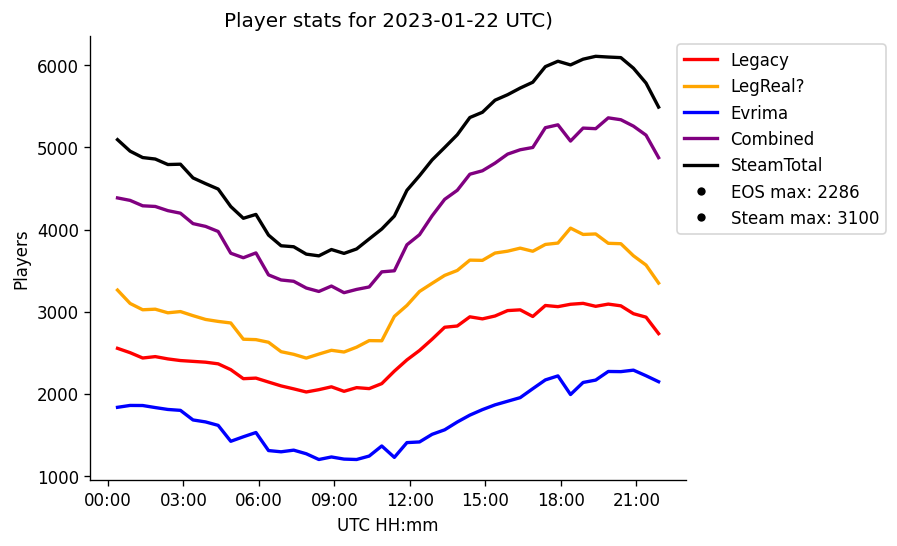 Player stats for 2023-01-22 UTC)
Legacy
LegReal?
Evrima
Combined
SteamTotal
EOS max: 2286
Steam max: 3100
Players
6000
5000
4000
3000
2000
1000
00:00 03:00 06:00 09:00 12:00 15:00 18:00 21:00
UTC HH:mm